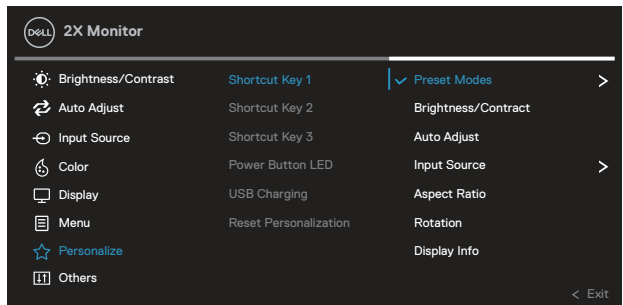 DELL 2X Monitor
Brightness/Contrast
Auto Adjust
Input Source
Color
Display
Menu
Personalize
Others
Shortcut Key 1
Shortcut Key 2
Shortcut Key 3
Power Button LED
USB Charging
Reset Personalization
Preset Modes
Brightness/Contract
Auto Adjust
Input Source
Aspect Ratio
Rotation
Display Info
< Exit